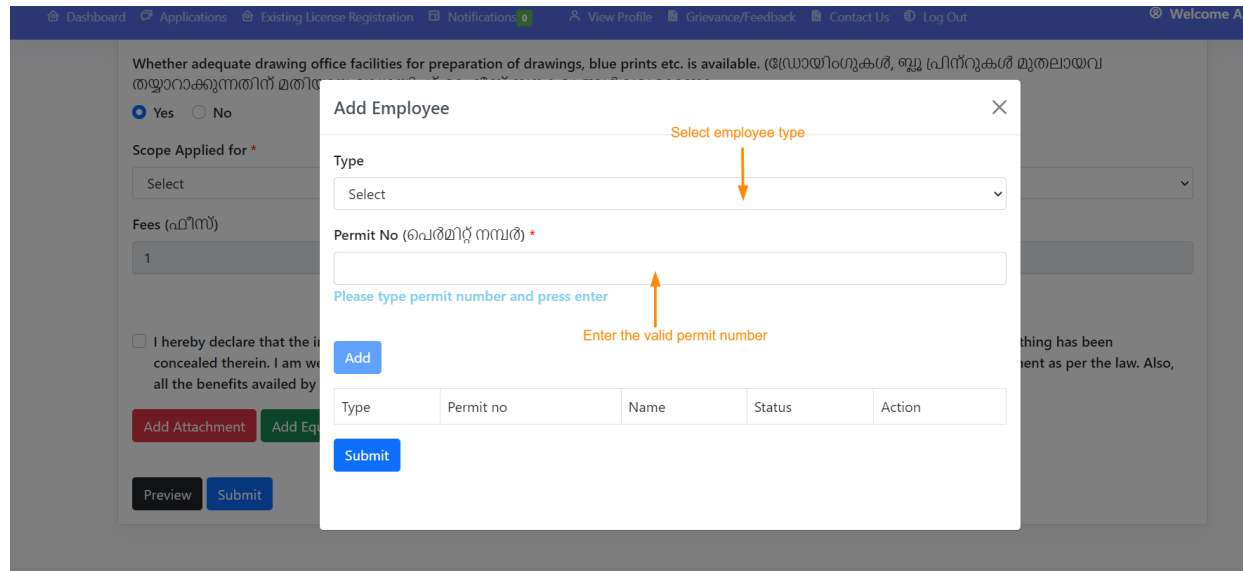 Dashboard Applications Existing License Registration Notifications 0 View Profile Grievance/Feedback Contact Us Log Out Welcome A
Whether adequate drawing office facilities for preparation of drawings, blue prints etc. is available. (ഡ്രോയിംഗുകൾ, ബ്ലൂ പ്രിന്റുകൾ മുതലായവ
തയ്യാറാക്കുന്നതിന്
Yes No
Scope Applied for *
Select
Fees (ഫീസ്)
1
Add Employee
Select employee type
Type
Select
Permit No (പെർമിറ്റ് നമ്പർ) *
Please type permit number and press enter
Enter the valid permit number
Add
Type Permit no Name Status Action
Submit
I hereby declare that the thing has been
concealed therein. I am as per the law. Also,
all the benefits availed by
Add Attachment Add
Preview Submit